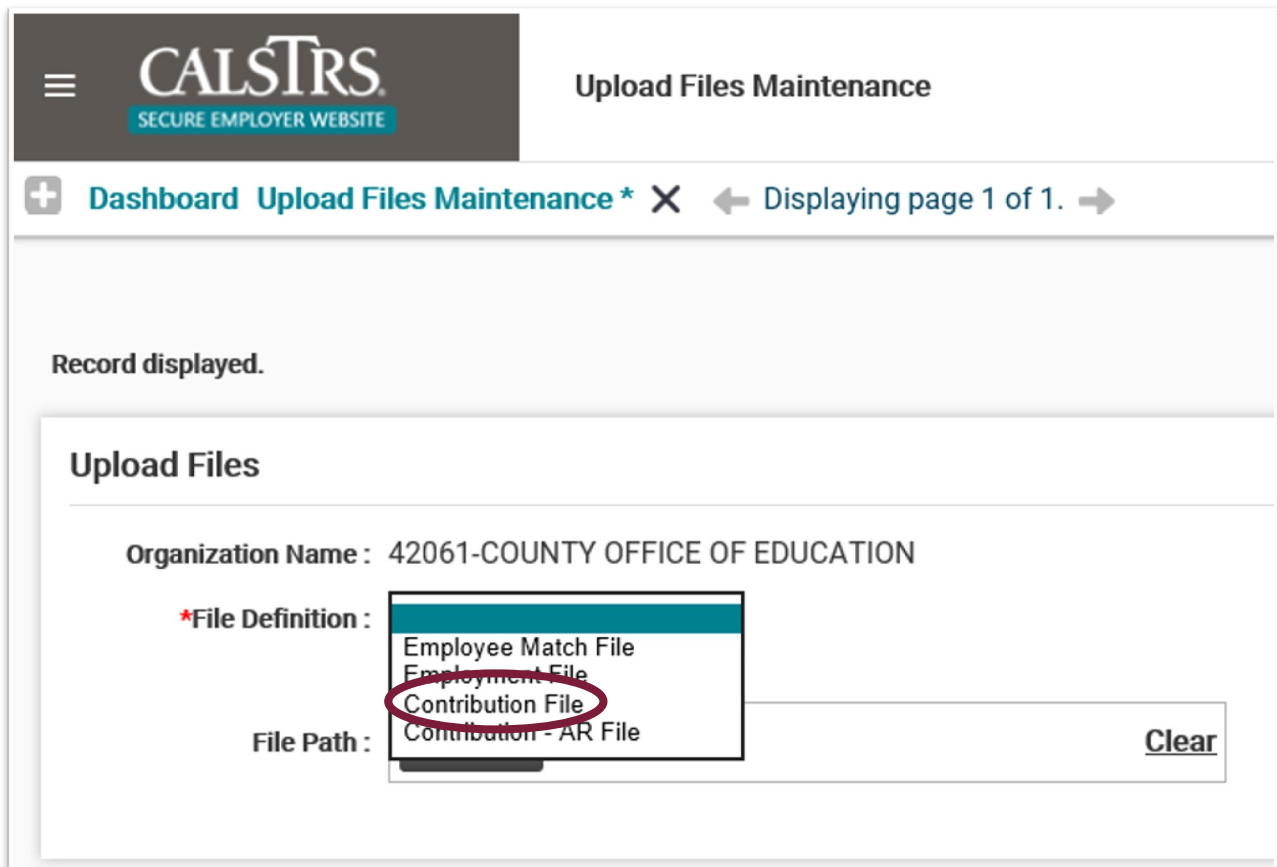 CALSTRS.
SECURE EMPLOYER WEBSITE
Upload Files Maintenance
Dashboard Upload Files Maintenance * Displaying page 1 of 1.
Record displayed.
Upload Files
Organization Name : 42061-COUNTY OFFICE OF EDUCATION
*File Definition :
Employee Match File
Employment File
Contribution File
Contribution - AR File
File Path :
Clear